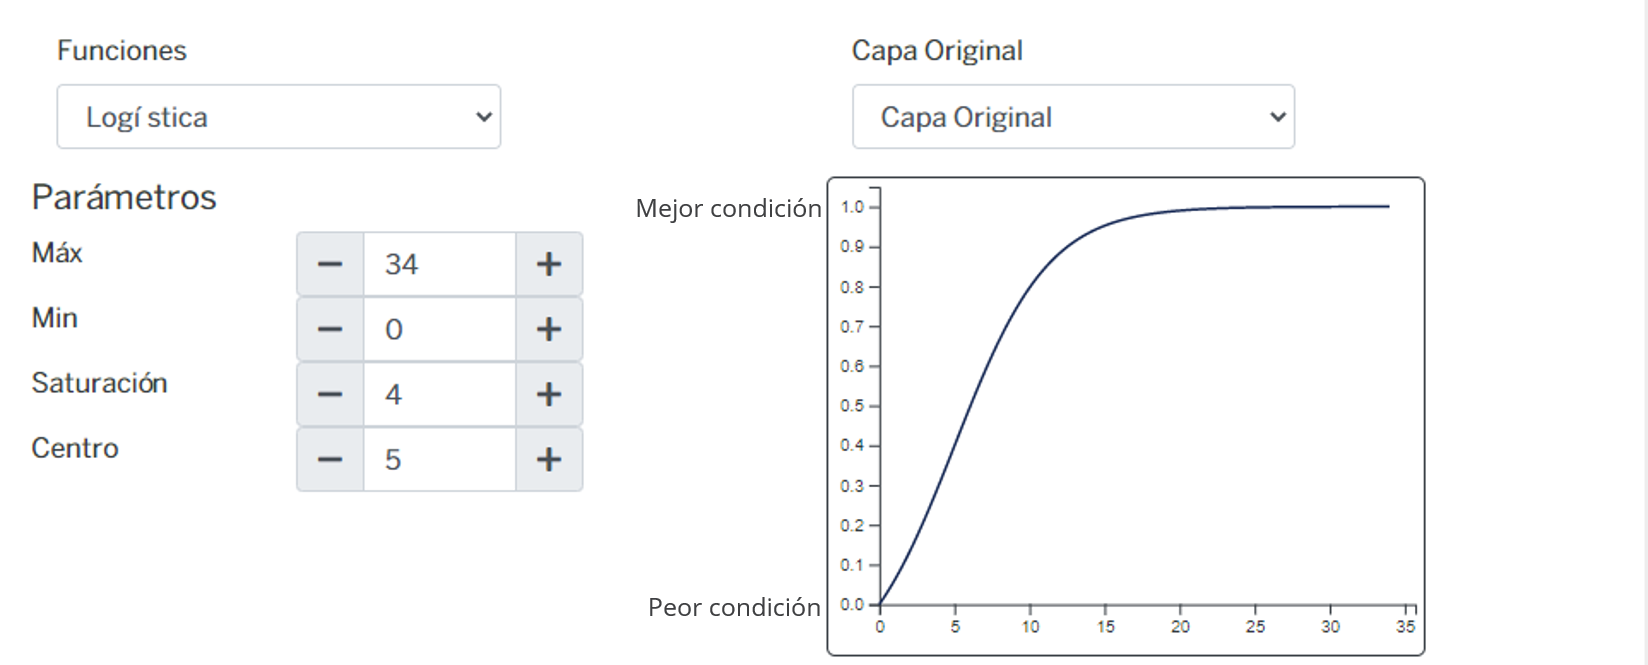 Funciones
Logí stica
Capa Original
Capa Original
Parámetros
Máx
− 34 +
Min
− 0 +
Saturación
− 4 +
Centro
− 5 +
Mejor condición
Peor condición
1.0
0.9
0.8
0.7
0.6
0.5
0.4
0.3
0.2
0.1
0.0
0 5 10 15 20 25 30 35